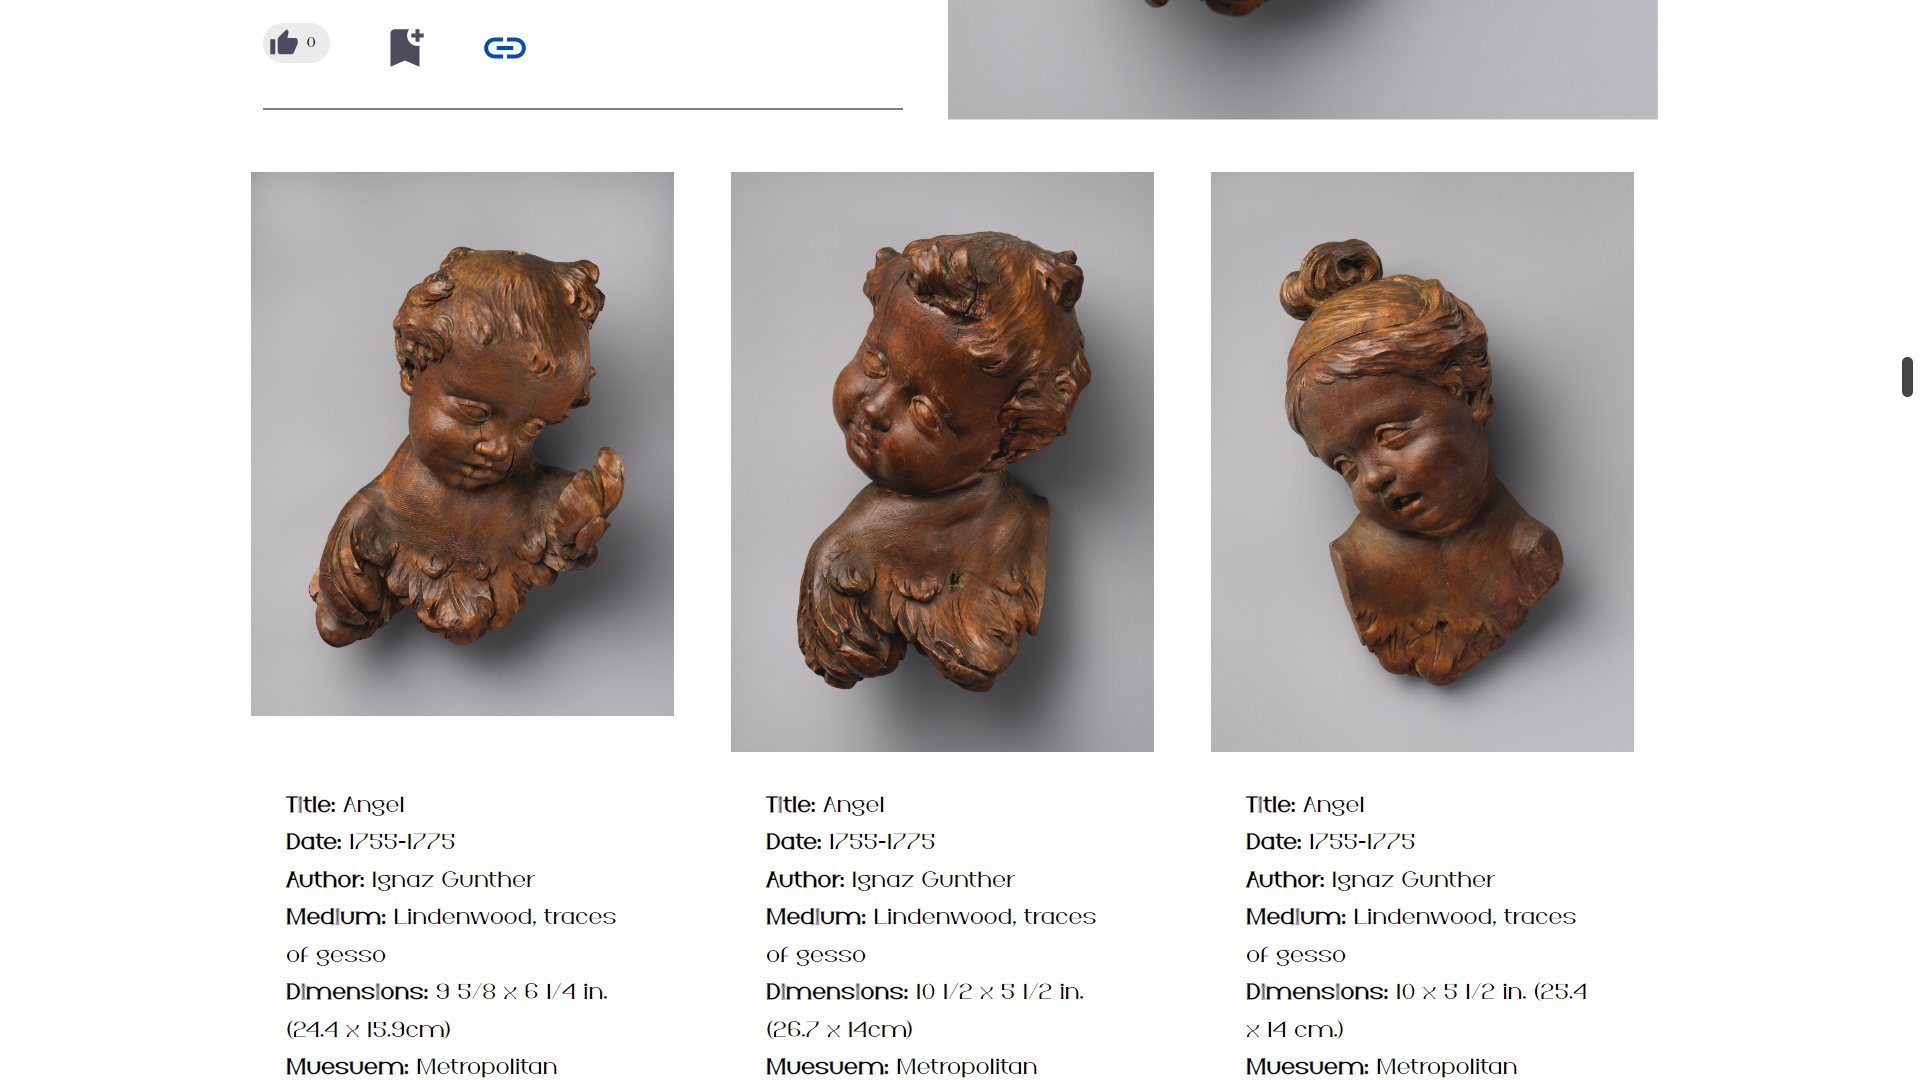 0
Title: Angel
Date: 1755-1775
Author: Ignaz Gunther
Medium: Lindenwood, traces
of gesso
Dimensions: 9 5/8 x 6 1/4 in.
(24.4 x 15.9cm)
Muesuem: Metropolitan
Title: Angel
Date: 1755-1775
Author: Ignaz Gunther
Medium: Lindenwood, traces
of gesso
Dimensions: 10 1/2 x 5 1/2 in.
(26.7 x 14cm)
Muesuem: Metropolitan
Title: Angel
Date: 1755-1775
Author: Ignaz Gunther
Medium: Lindenwood, traces
of gesso
Dimensions: 10 x 5 1/2 in. (25.4
x 14 cm.)
Muesuem: Metropolitan